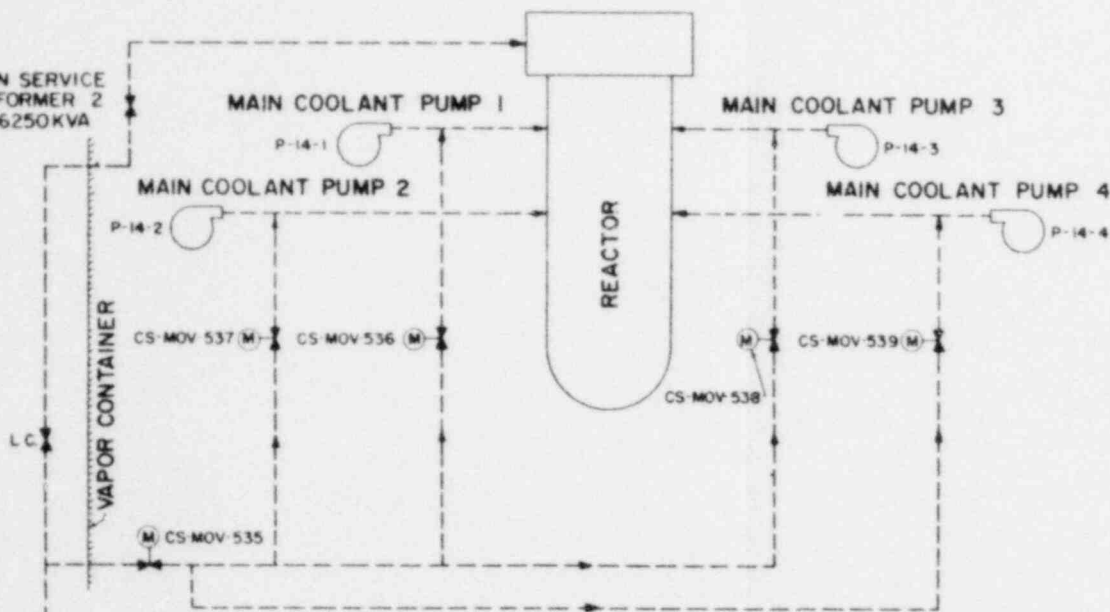 N SERVICE
FORMER 2
6250KVA
MAIN COOLANT PUMP 1
MAIN COOLANT PUMP 3
P-14-1
P-14-3
MAIN COOLANT PUMP 2
MAIN COOLANT PUMP 4
P-14-2
P-14-4
REACTOR
VAPOR CONTAINER
CS-MOV-537 M
CS-MOV-536 M
M
CS-MOV-539 M
CS-MOV-538
L.C.
M CS-MOV-535